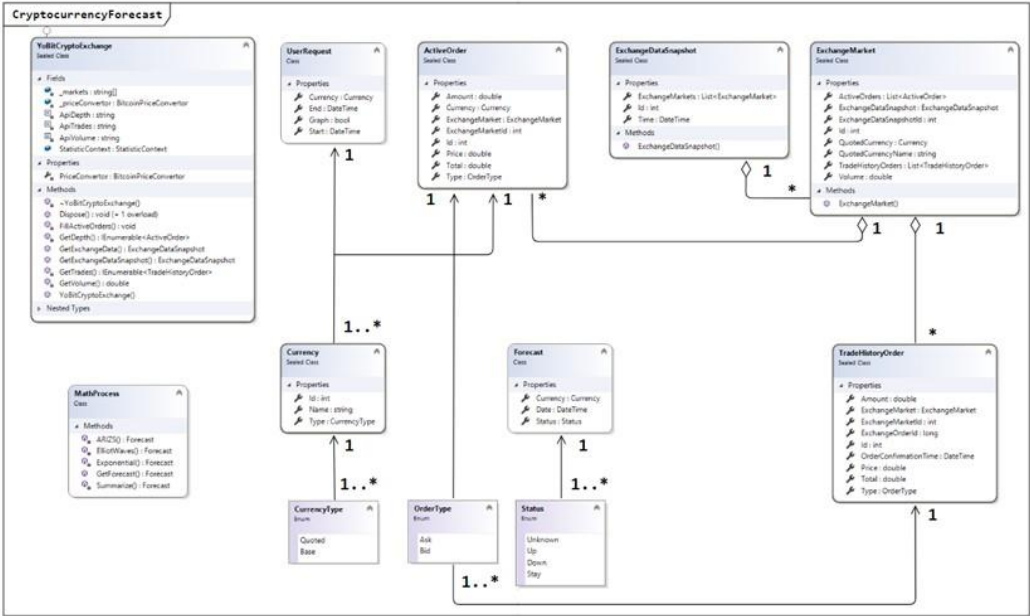 CryptocurrencyForecast
YoBitCryptoExchange
Sealed Class
Fields
_markets : string[]
_priceConvertor : BitcoinPriceConvertor
ApiDepth : string
ApiTrades : string
ApiVolume : string
StatisticContext : StatisticContext
Properties
PriceConvertor : BitcoinPriceConvertor
Methods
~YoBitCryptoExchange()
Dispose() : void (+ 1 overload)
FillActiveOrders() : void
GetDepth() : IEnumerable<ActiveOrder>
GetExchangeData() : ExchangeDataSnapshot
GetExchangeDataSnapshot() : ExchangeDataSnapshot
GetTrades() : IEnumerable<TradeHistoryOrder>
GetVolume() : double
YoBitCryptoExchange()
Nested Types
UserRequest
Class
Properties
Currency : Currency
End : DateTime
Graph : bool
Start : DateTime
1
ActiveOrder
Sealed Class
Properties
Amount : double
Currency : Currency
ExchangeMarket : ExchangeMarket
ExchangeMarketId : int
Id : int
Price : double
Total : double
Type : OrderType
1
1
*
ExchangeDataSnapshot
Sealed Class
Properties
ExchangeMarkets : List<ExchangeMarket>
Id : int
Time : DateTime
Methods
ExchangeDataSnapshot()
1
*
ExchangeMarket
Sealed Class
Properties
ActiveOrders : List<ActiveOrder>
ExchangeDataSnapshot : ExchangeDataSnapshot
ExchangeDataSnapshotId : int
Id : int
QuotedCurrency : Currency
QuotedCurrencyName : string
TradeHistoryOrders : List<TradeHistoryOrder>
Volume : double
Methods
ExchangeMarket()
1
1
1..*
*
Currency
Sealed Class
Properties
Id : int
Name : string
Type : CurrencyType
1
Forecast
Class
Properties
Currency : Currency
Date : DateTime
Status : Status
1
TradeHistoryOrder
Sealed Class
Properties
Amount : double
ExchangeMarket : ExchangeMarket
ExchangeMarketId : int
ExchangeOrderId : long
Id : int
OrderConfirmationTime : DateTime
Price : double
Total : double
Type : OrderType
1
MathProcess
Class
Methods
ARIZS() : Forecast
ElliotWaves() : Forecast
Exponential() : Forecast
GetForecast() : Forecast
Summarize() : Forecast
1..*
CurrencyType
Enum
Quoted
Base
OrderType
Enum
Ask
Bid
1..*
1..*
Status
Enum
Unknown
Up
Down
Stay